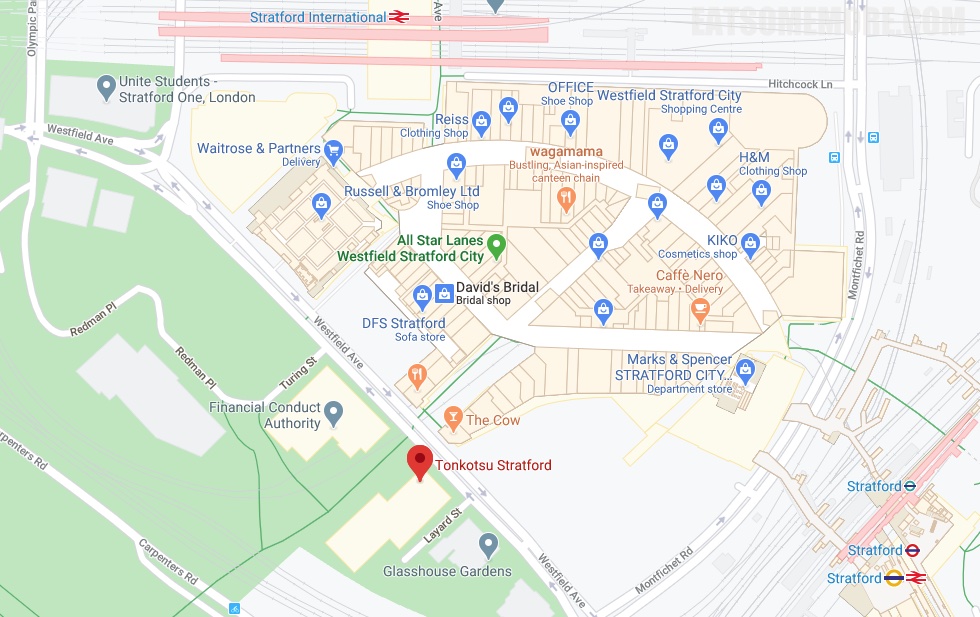 Stratford International
Ave
EATSOMEMORE.COM
Olympic Pa
Unite Students -
Stratford One, London
Westfield Ave
Hitchcock Ln
OFFICE
Shoe Shop
Westfield Stratford City
Shopping Centre
Reiss
Clothing Shop
Waitrose & Partners
Delivery
wagamama
Bustling, Asian-inspired
canteen chain
H&M
Clothing Shop
Russell & Bromley Ltd
Shoe Shop
All Star Lanes
Westfield Stratford City
KIKO
Cosmetics shop
Montfichet Rd
David's Bridal
Bridal shop
Caffè Nero
Takeaway • Delivery
DFS Stratford
Sofa store
Redman Pl
Westfield Ave
Redman Pl
Turing St
Marks & Spencer
STRATFORD CITY...
Department store
Financial Conduct
Authority
The Cow
Tonkotsu Stratford
arpenters Rd
Stratford
Layard St
Stratford
Carpenters Rd
Glasshouse Gardens
Westfield Ave
Montfichet Rd
Stratford